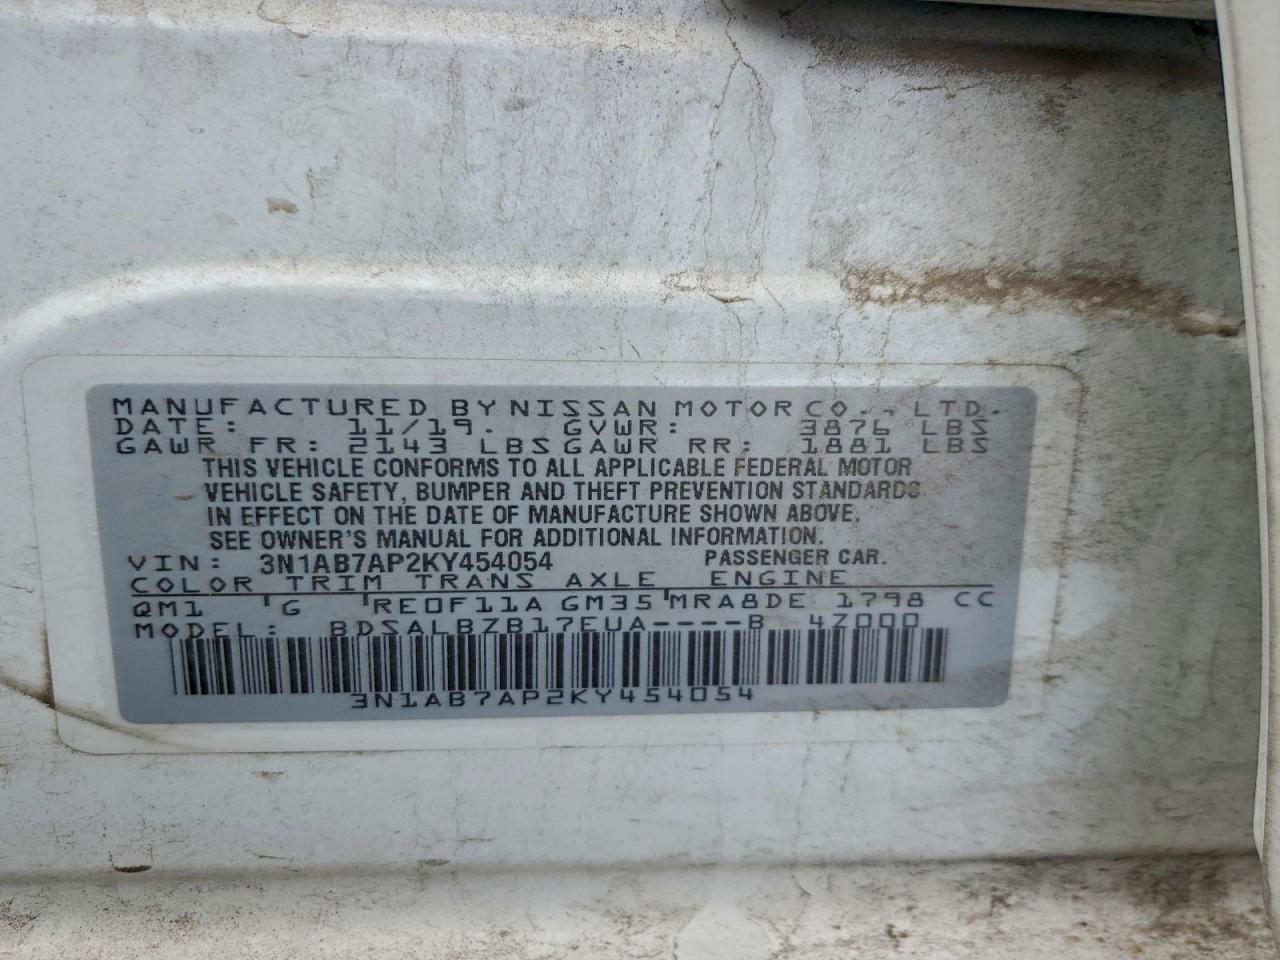 MANUFACTURED BY NISSAN MOTOR CO., LTD.
DATE: 11/19. GVWR: 3876 LBS
GAWR FR: 2143 LBS GAWR RR: 1881 LBS
THIS VEHICLE CONFORMS TO ALL APPLICABLE FEDERAL MOTOR
VEHICLE SAFETY, BUMPER AND THEFT PREVENTION STANDARDS
IN EFFECT ON THE DATE OF MANUFACTURE SHOWN ABOVE.
SEE OWNER'S MANUAL FOR ADDITIONAL INFORMATION.
VIN: 3N1AB7AP2KY454054 PASSENGER CAR.
COLOR TRIM TRANS AXLE ENGINE
QM1 'G 'RE0F11A GM35'MRA8DE 1798 CC
MODEL: BDSALBZB17EUA----B 4Z000
3N1AB7AP2KY454054